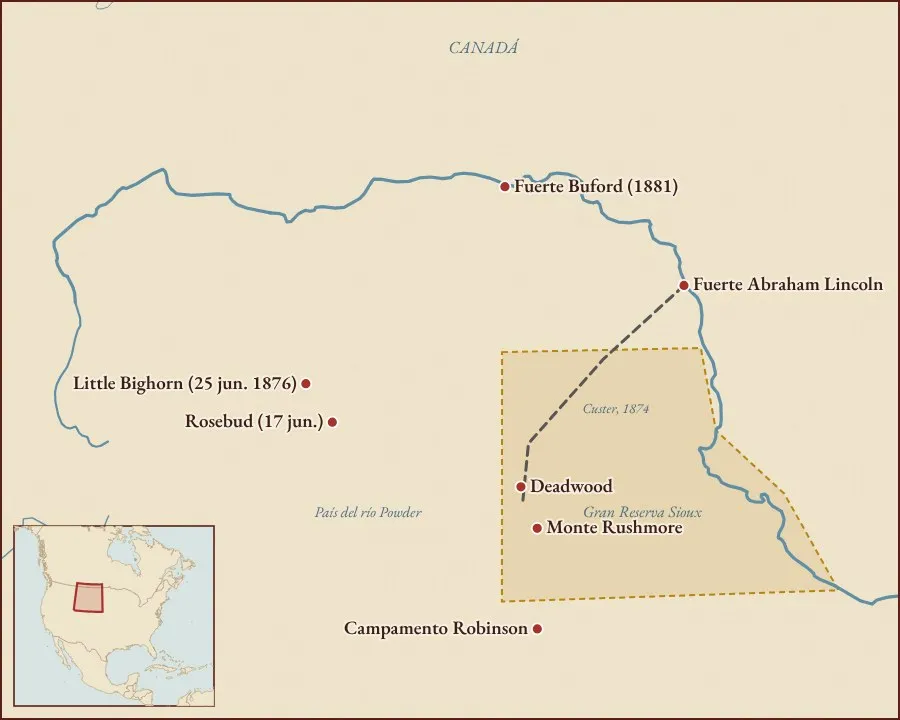 CANADÁ
Fuerte Buford (1881)
Fuerte Abraham Lincoln
Little Bighorn (25 jun. 1876)
Custer, 1874
Rosebud (17 jun.)
Deadwood
País del río Powder
Gran Reserva Sioux
Monte Rushmore
Campamento Robinson